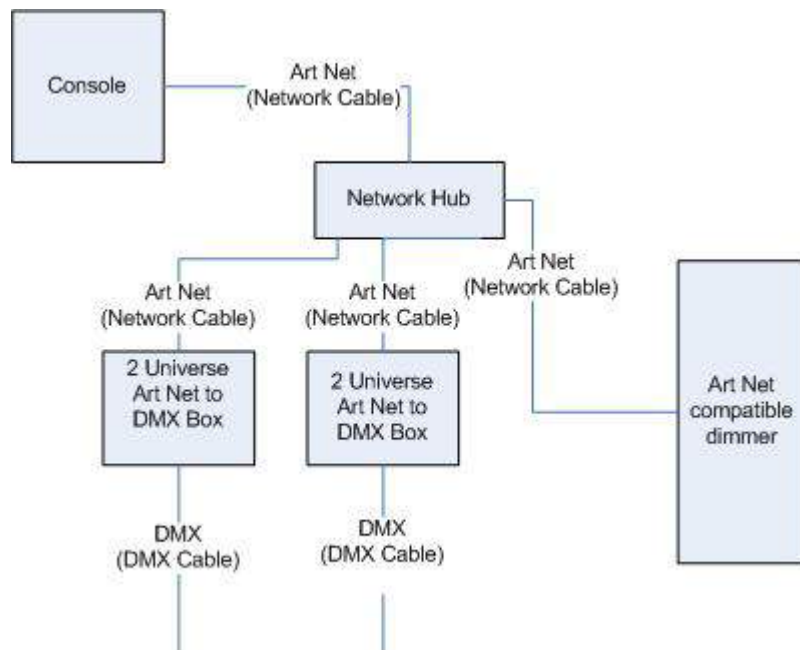 Console
Art Net
(Network Cable)
Network Hub
Art Net
(Network Cable)
Art Net
(Network Cable)
Art Net
(Network Cable)
2 Universe
Art Net to
DMX Box
2 Universe
Art Net to
DMX Box
Art Net
compatible
dimmer
DMX
(DMX Cable)
DMX
(DMX Cable)